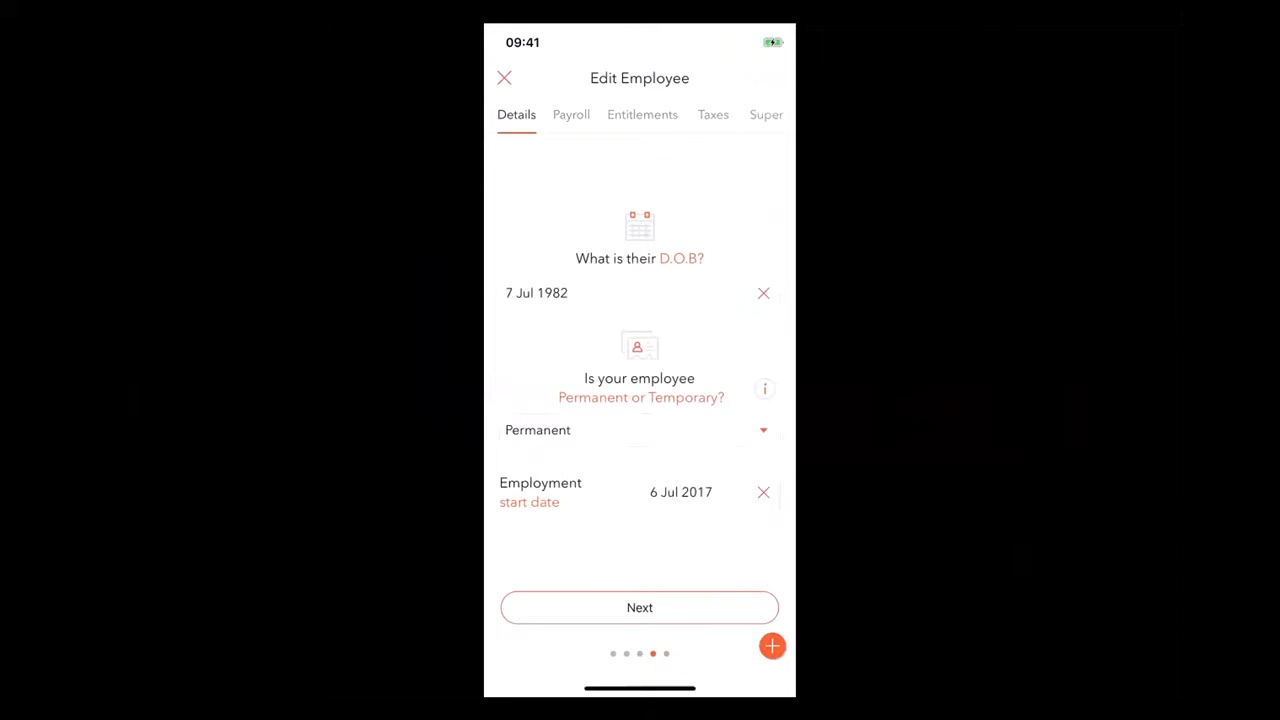 09:41
Edit Employee
Details Payroll Entitlements Taxes Super
What is their D.O.B?
7 Jul 1982
Is your employee
Permanent or Temporary?
i
Permanent
Employment
start date
6 Jul 2017
Next